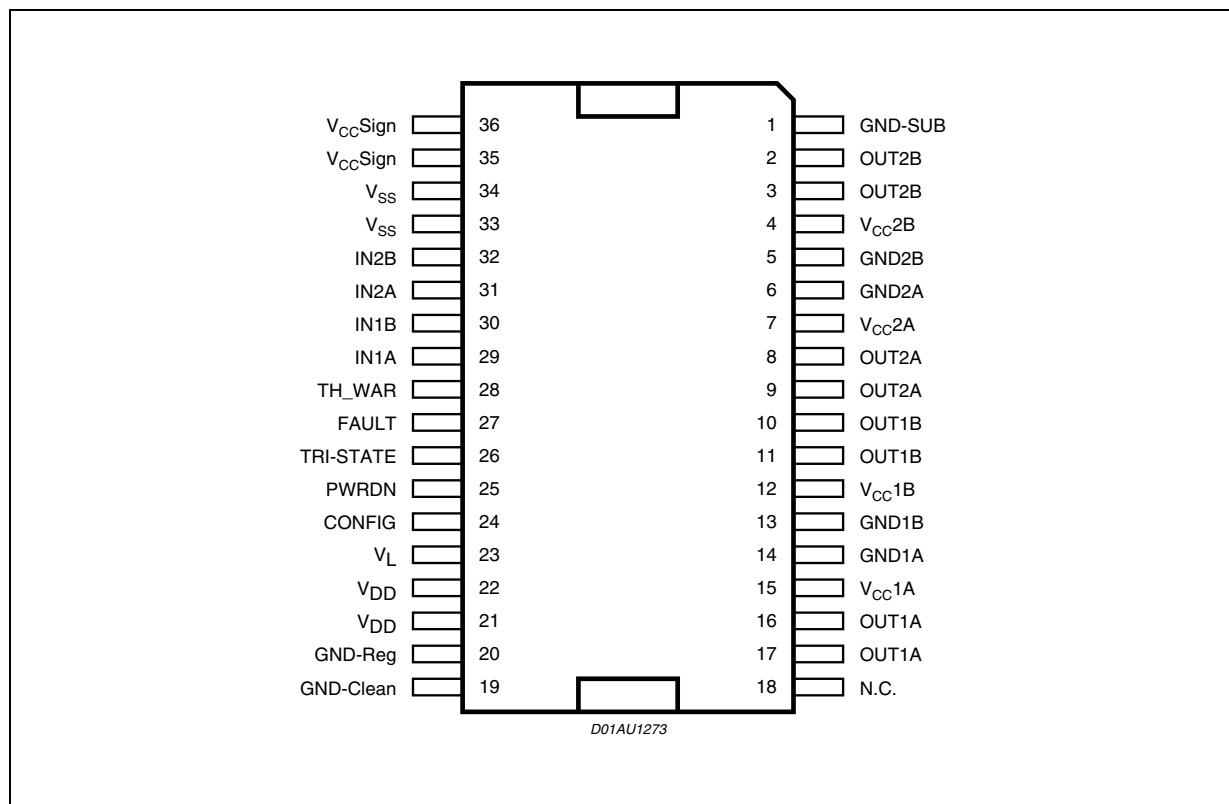 VCCSign 36 1 GND-SUB
VCCSign 35 2 OUT2B
VSS 34 3 OUT2B
VSS 33 4 VCC2B
IN2B 32 5 GND2B
IN2A 31 6 GND2A
IN1B 30 7 VCC2A
IN1A 29 8 OUT2A
TH_WAR 28 9 OUT2A
FAULT 27 10 OUT1B
TRI-STATE 26 11 OUT1B
PWRDN 25 12 VCC1B
CONFIG 24 13 GND1B
VL 23 14 GND1A
VDD 22 15 VCC1A
VDD 21 16 OUT1A
GND-Reg 20 17 OUT1A
GND-Clean 19 18 N.C.
D01AU1273